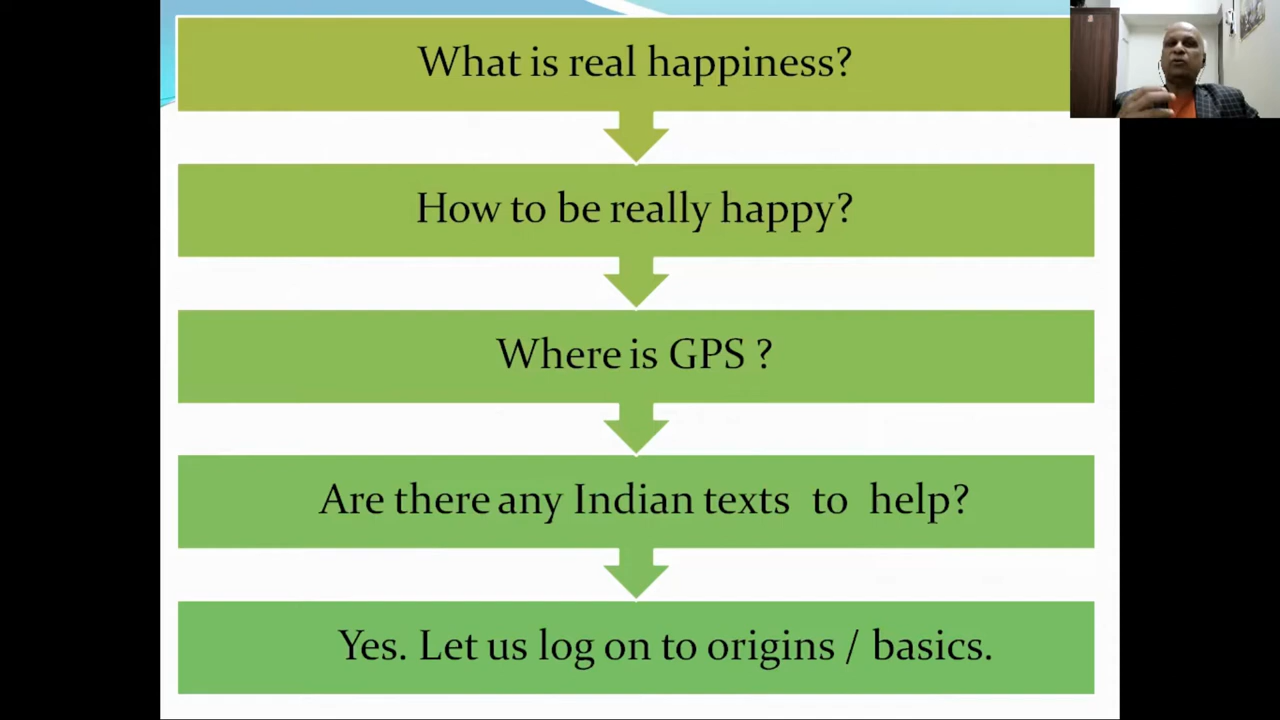 What is real happiness?
How to be really happy?
Where is GPS ?
Are there any Indian texts to help?
Yes. Let us log on to origins / basics.